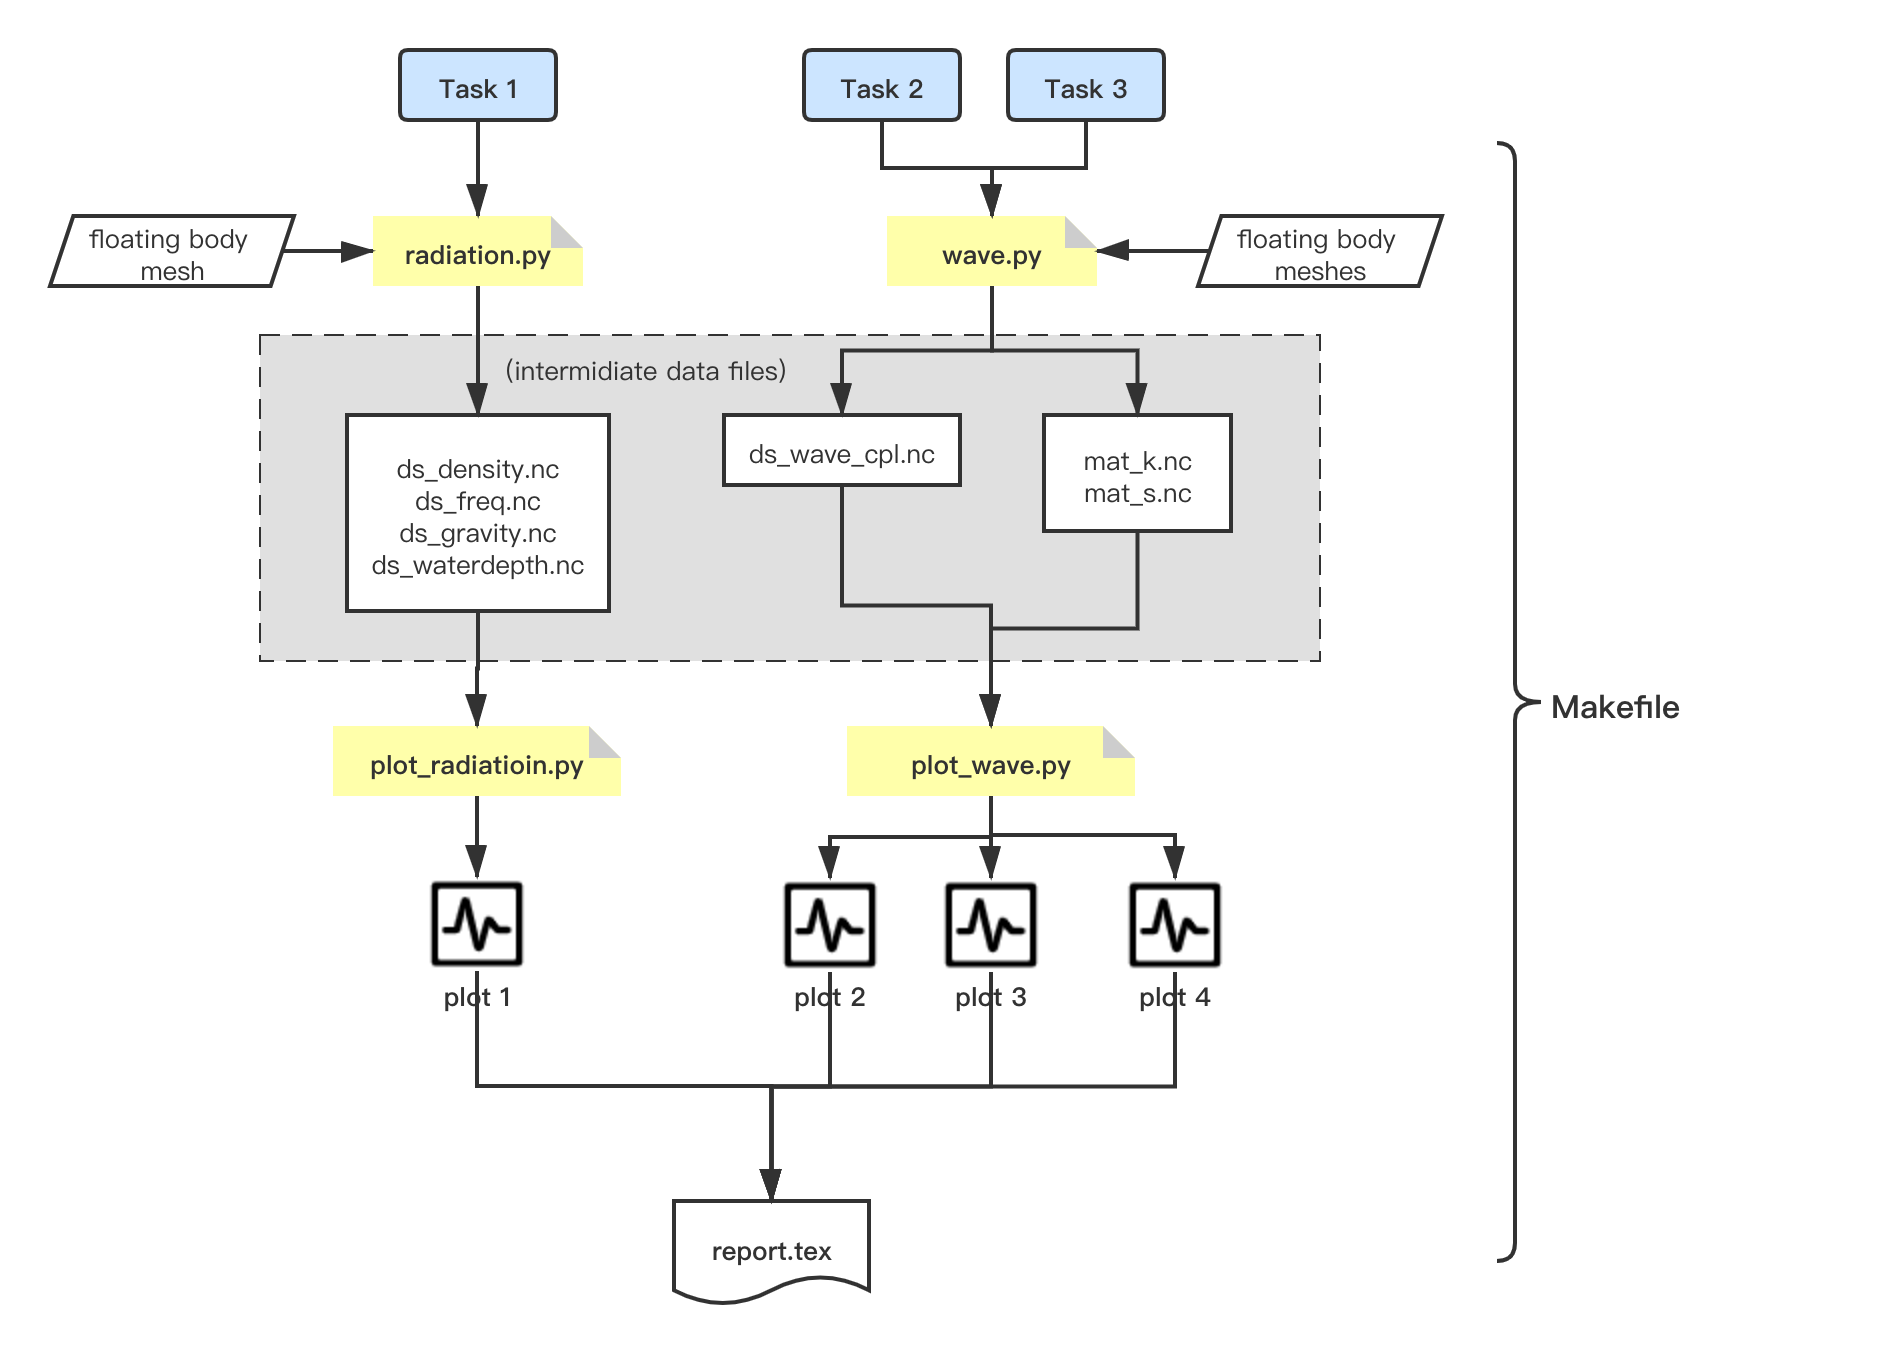 Task 1
Task 2
Task 3
floating body
mesh
radiation.py
wave.py
floating body
meshes
(intermidiate data files)
ds_density.nc
ds_freq.nc
ds_gravity.nc
ds_waterdepth.nc
ds_wave_cpl.nc
mat_k.nc
mat_s.nc
Makefile
plot_radiatioin.py
plot_wave.py
plot 1
plot 2
plot 3
plot 4
report.tex